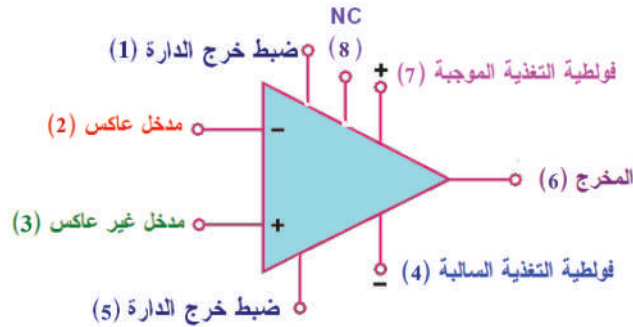 NC
(8)
ضبط خرج الدارة (1)
+
فولطية التغذية الموجبة (7)
مدخل عاكس (2)
−
المخرج (6)
مدخل غير عاكس (3)
+
فولطية التغذية السالبة (4)
−
ضبط خرج الدارة (5)